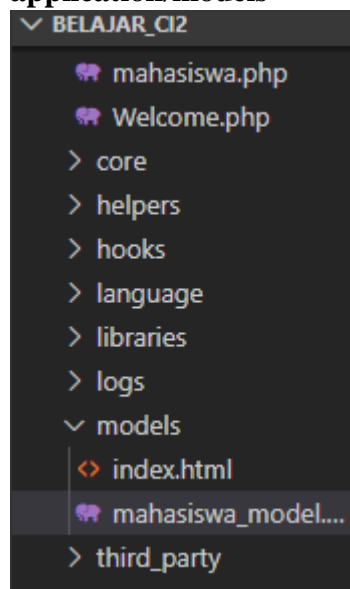 application/models
BELAJAR_CI2
mahasiswa.php
Welcome.php
core
helpers
hooks
language
libraries
logs
models
index.html
mahasiswa_model....
third_party